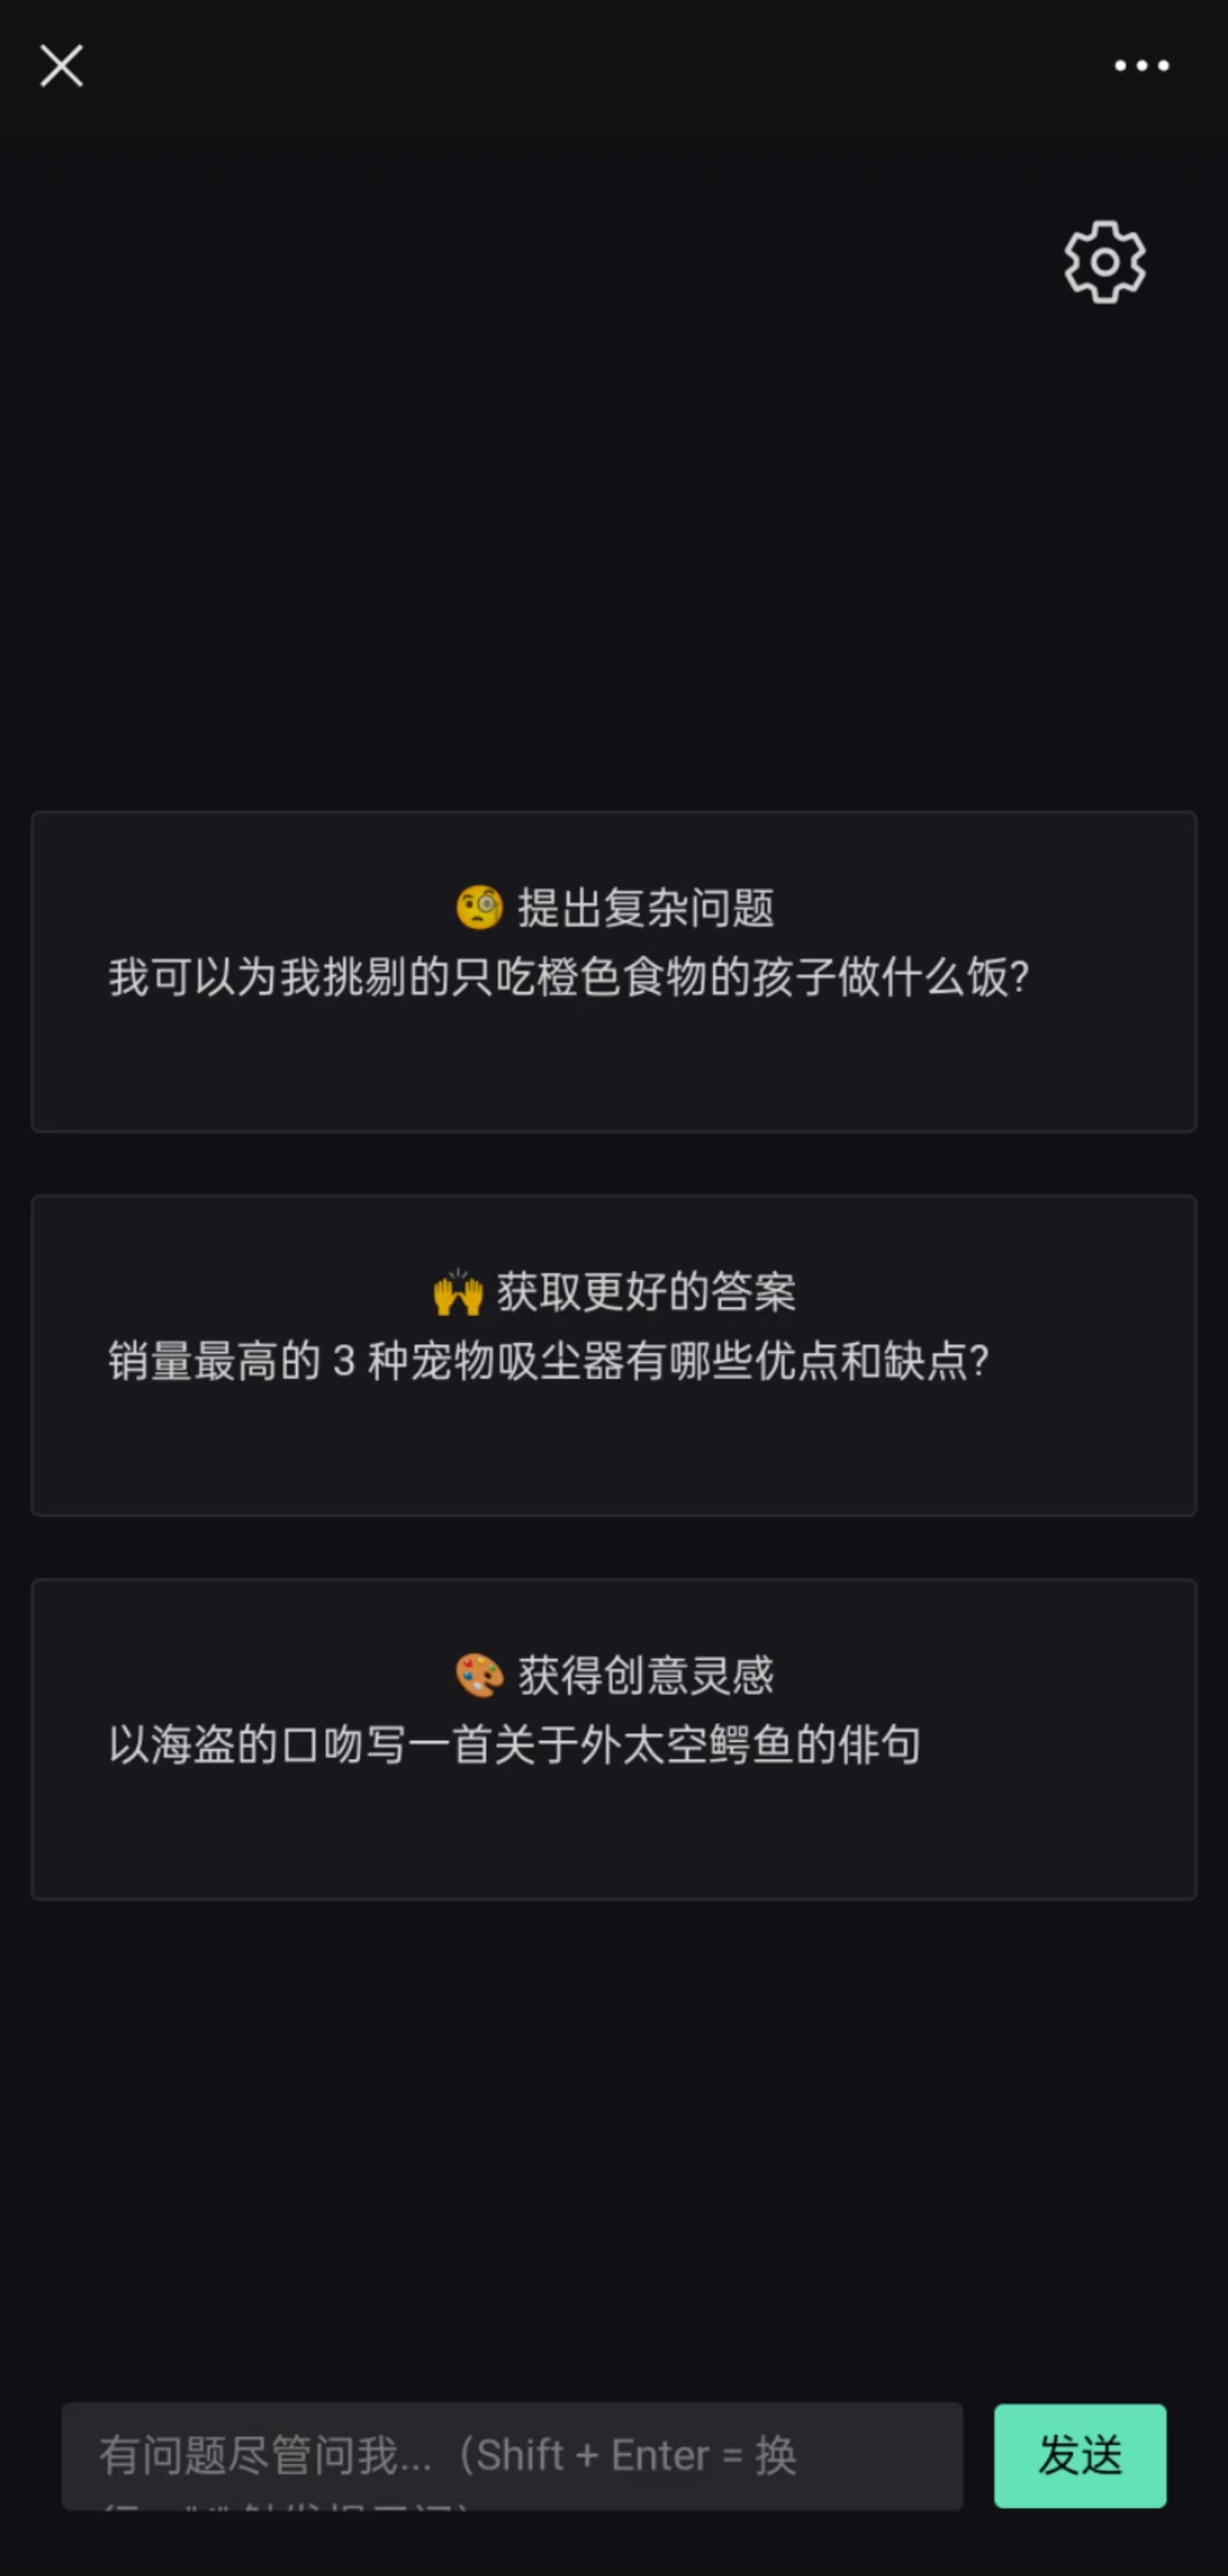 提出复杂问题
我可以为我挑剔的只吃橙色食物的孩子做什么饭?
获取更好的答案
销量最高的 3 种宠物吸尘器有哪些优点和缺点?
获得创意灵感
以海盗的口吻写一首关于外太空鳄鱼的俳句
有问题尽管问我...（Shift + Enter = 换
发送